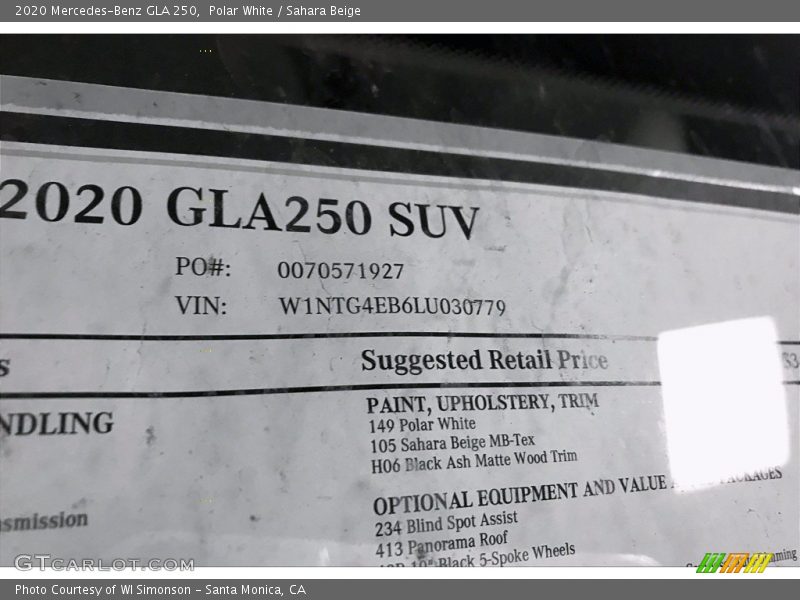 2020 Mercedes-Benz GLA 250,  Polar White / Sahara Beige
2020 GLA250 SUV
PO#: 0070571927
VIN: W1NTG4EB6LU030779
Suggested Retail Price
NDLING
PAINT, UPHOLSTERY, TRIM
149 Polar White
105 Sahara Beige MB-Tex
H06 Black Ash Matte Wood Trim
OPTIONAL EQUIPMENT AND VALUE
smission
234 Blind Spot Assist
413 Panorama Roof
Black 5-Spoke Wheels
GTCarLot.com
Photo Courtesy of WI Simonson - Santa Monica, CA